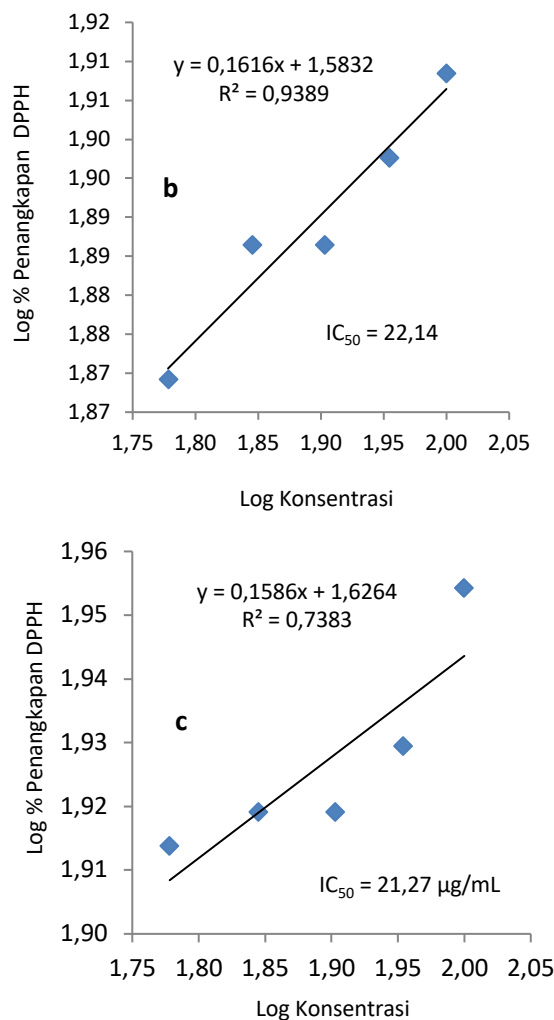 1,92
1,91
1,91
1,90
1,90
1,89
1,89
1,88
1,88
1,87
1,87
Log % Penangkapan DPPH
y = 0,1616x + 1,5832
R² = 0,9389
b
IC₅₀ = 22,14
1,75 1,80 1,85 1,90 1,95 2,00 2,05
Log Konsentrasi
1,96
1,95
1,94
1,93
1,92
1,91
1,90
Log % Penangkapan DPPH
y = 0,1586x + 1,6264
R² = 0,7383
c
IC₅₀ = 21,27 µg/mL
1,75 1,80 1,85 1,90 1,95 2,00 2,05
Log Konsentrasi